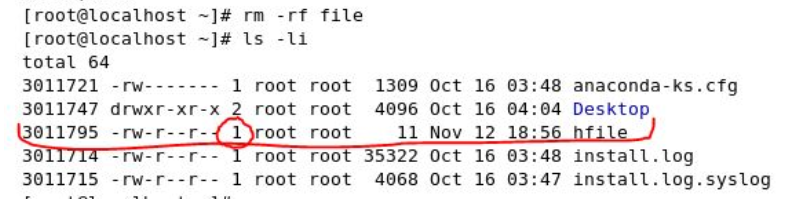 [root@localhost ~]# rm -rf file
[root@localhost ~]# ls -li
total 64
3011721 -rw------- 1 root root  1309 Oct 16 03:48 anaconda-ks.cfg
3011747 drwxr-xr-x 2 root root  4096 Oct 16 04:04 Desktop
3011795 -rw-r--r-- 1 root root    11 Nov 12 18:56 hfile
3011714 -rw-r--r-- 1 root root 35322 Oct 16 03:48 install.log
3011715 -rw-r--r-- 1 root root  4068 Oct 16 03:47 install.log.syslog